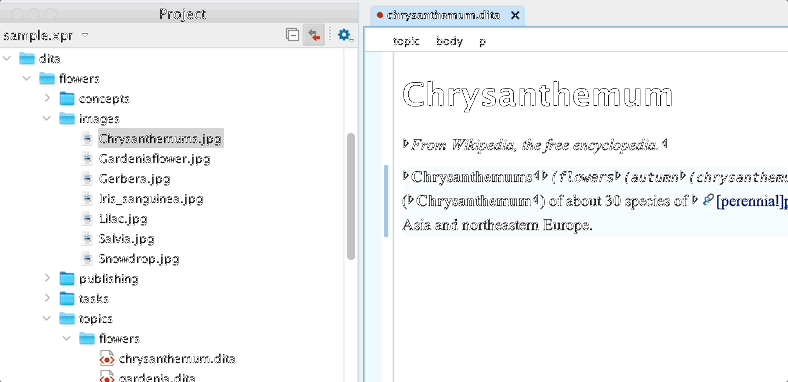 Project
sample.xpr
dita
flowers
concepts
images
Chrysanthemums.jpg
Gardeniaflower.jpg
Gerbera.jpg
Iris_sanguinea.jpg
Lilac.jpg
Salvia.jpg
Snowdrop.jpg
publishing
tasks
topics
flowers
chrysanthemum.dita
gardenia.dita
chrysanthemum.dita
topic body p
Chrysanthemum
From Wikipedia, the free encyclopedia.
Chrysanthemums (flowers (autumn (chrysanthem
(Chrysanthemum) of about 30 species of [perennial]p
Asia and northeastern Europe.